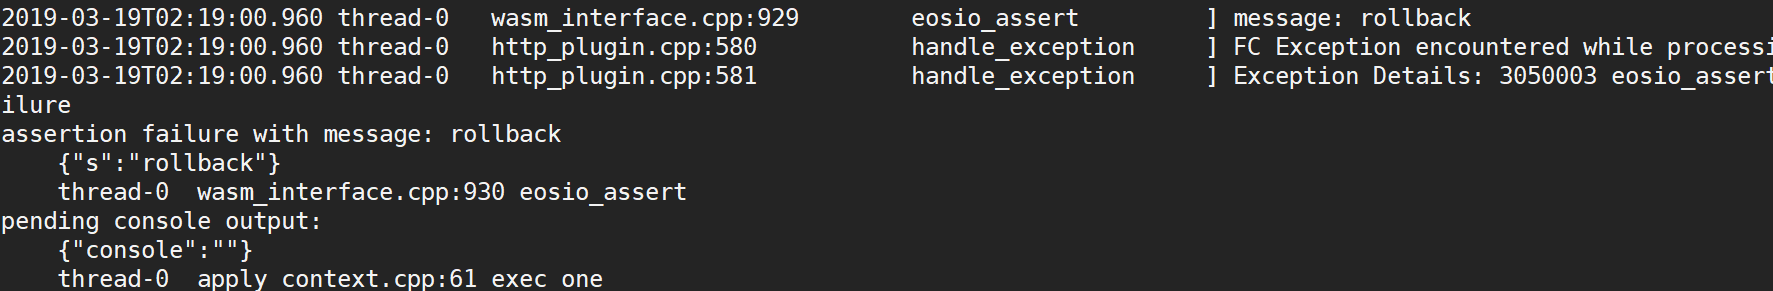 2019-03-19T02:19:00.960 thread-0   wasm_interface.cpp:929        eosio_assert         ] message: rollback
2019-03-19T02:19:00.960 thread-0   http_plugin.cpp:580           handle_exception     ] FC Exception encountered while processi
2019-03-19T02:19:00.960 thread-0   http_plugin.cpp:581           handle_exception     ] Exception Details: 3050003 eosio_assert
ilure
assertion failure with message: rollback
    {"s":"rollback"}
    thread-0  wasm_interface.cpp:930 eosio_assert
pending console output:
    {"console":""}
    thread-0  apply_context.cpp:61 exec_one